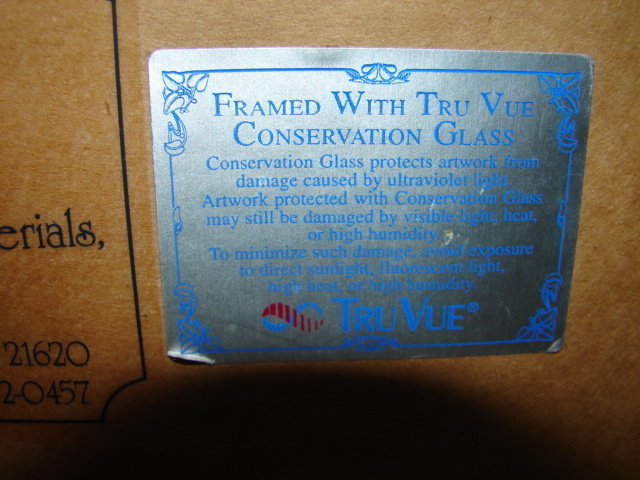 FRAMED WITH TRU VUE
CONSERVATION GLASS
Conservation Glass protects artwork from
damage caused by ultraviolet light.
Artwork protected with Conservation Glass
may still be damaged by visible light, heat,
or high humidity.
To minimize such damage, avoid exposure
to direct sunlight, fluorescent light,
high heat, or high humidity.
TRU VUE®
erials,
21620
2-0457